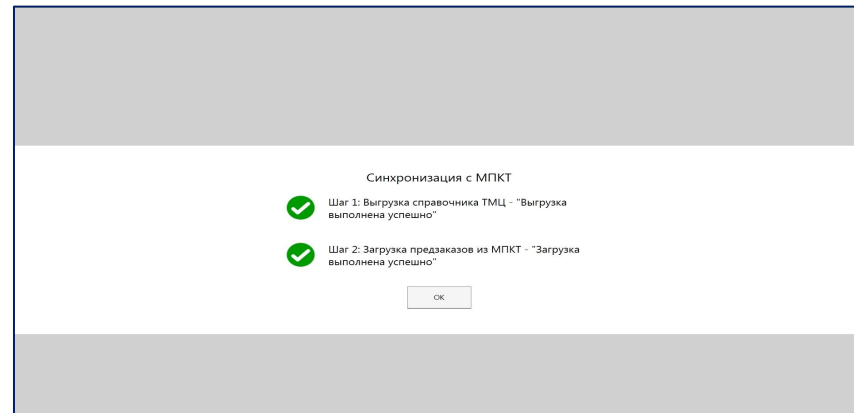 Синхронизация с МПКТ
Шаг 1: Выгрузка справочника ТМЦ - "Выгрузка
выполнена успешно"
Шаг 2: Загрузка предзаказов из МПКТ - "Загрузка
выполнена успешно"
ОК